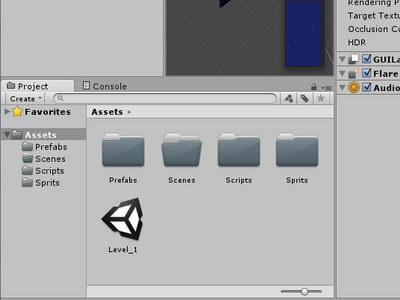 Rendering P
Target Textu
Occlusion Cu
HDR
GUILa
Flare
Audio
Project
Console
Create
Favorites
Assets
Assets
Prefabs
Scenes
Scripts
Sprits
Prefabs
Scenes
Scripts
Sprits
Level_1